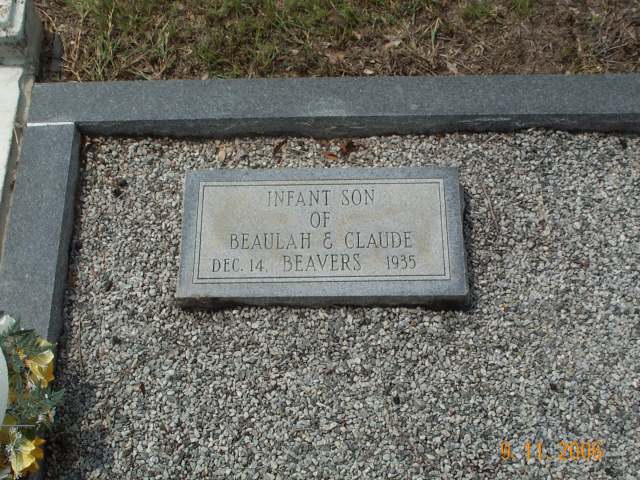 INFANT SON
OF
BEAULAH & CLAUDE
DEC. 14, BEAVERS 1935
9.11.2006